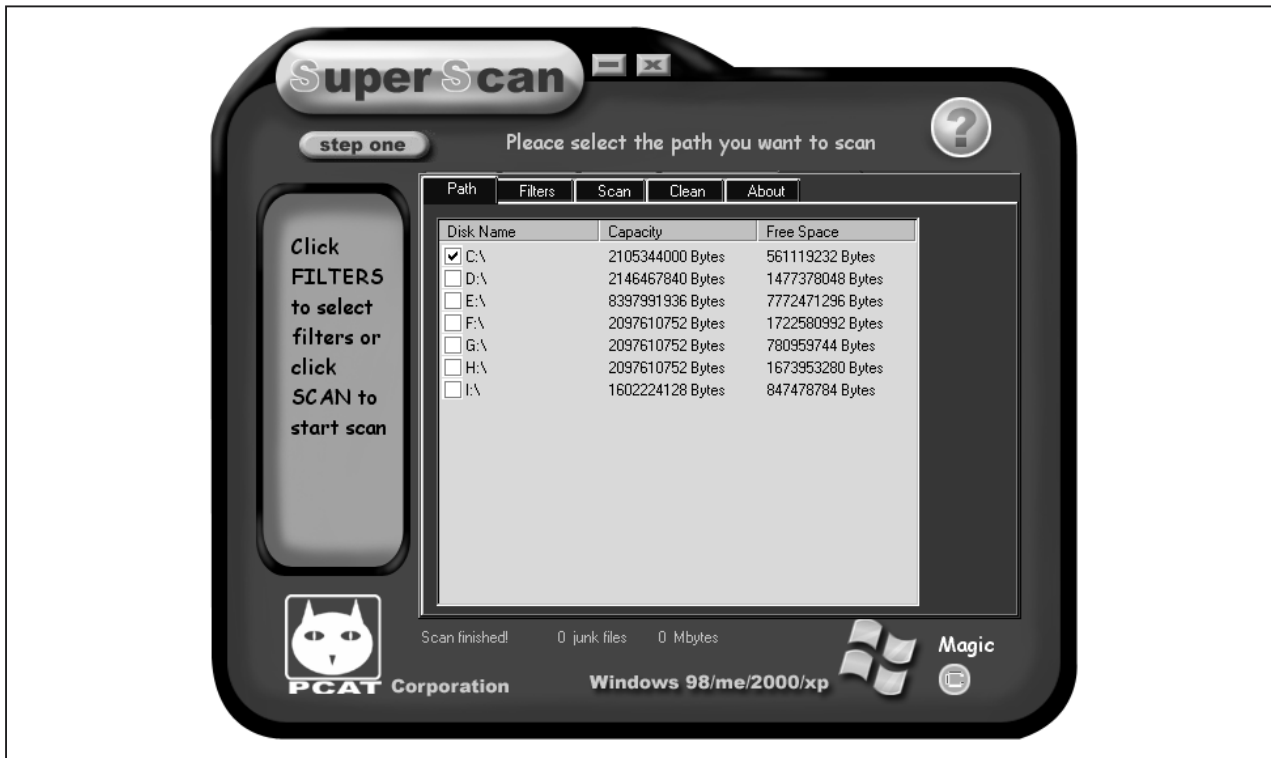 Super Scan
step one
Pleace select the path you want to scan
?
Path Filters Scan Clean About
Click
FILTERS
to select
filters or
click
SCAN to
start scan
Disk Name Capacity Free Space
C:\ 2105344000 Bytes 561119232 Bytes
D:\ 2146467840 Bytes 1477378048 Bytes
E:\ 8397991936 Bytes 7772471296 Bytes
F:\ 2097610752 Bytes 1722580992 Bytes
G:\ 2097610752 Bytes 780959744 Bytes
H:\ 2097610752 Bytes 1673953280 Bytes
I:\ 1602224128 Bytes 847478784 Bytes
Scan finished! 0 junk files 0 Mbytes
Magic
PCAT Corporation
Windows 98/me/2000/xp